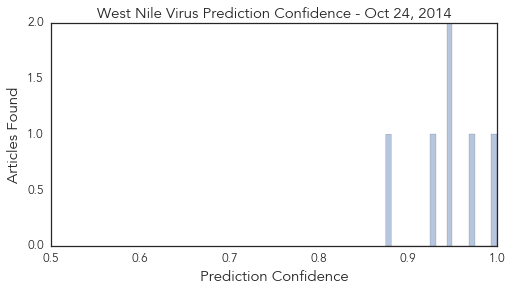 West Nile Virus Prediction Confidence - Oct 24, 2014
2.0
1.5
1.0
0.5
0.0
Articles Found
0.5 0.6 0.7 0.8 0.9 1.0
Prediction Confidence